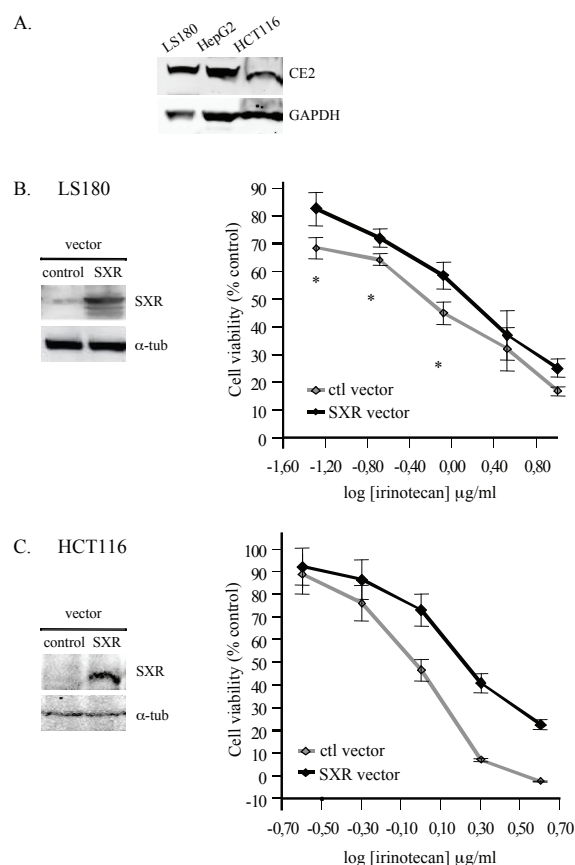 A.
LS180 HepG2 HCT116
CE2
GAPDH
B. LS180
vector
control SXR
SXR
α-tub
Cell viability (% control)
90
80
70
60
50
40
30
20
10
0
*
*
*
ctl vector
SXR vector
-1,60 -1,20 -0,80 -0,40 0,00 0,40 0,80
log [irinotecan] µg/ml
C. HCT116
vector
control SXR
SXR
α-tub
Cell viability (% control)
100
90
80
70
60
50
40
30
20
10
0
-10
ctl vector
SXR vector
-0,70 -0,50 -0,30 -0,10 0,10 0,30 0,50 0,70
log [irinotecan] µg/ml